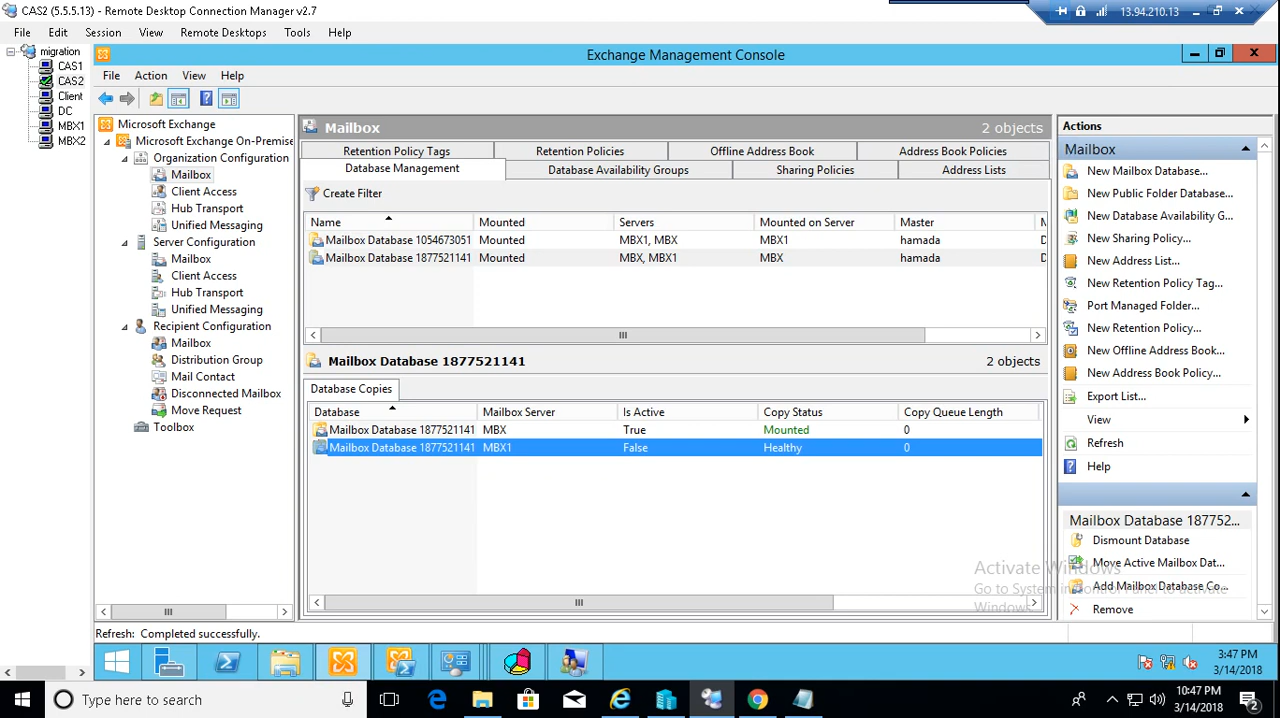 CAS2 (5.5.5.13) - Remote Desktop Connection Manager v2.7
13.94.210.13
File Edit Session View Remote Desktops Tools Help
migration
CAS1
CAS2
Client
DC
MBX1
MBX2
Exchange Management Console
File Action View Help
Microsoft Exchange
Microsoft Exchange On-Premise
Organization Configuration
Mailbox
Client Access
Hub Transport
Unified Messaging
Server Configuration
Mailbox
Client Access
Hub Transport
Unified Messaging
Recipient Configuration
Mailbox
Distribution Group
Mail Contact
Disconnected Mailbox
Move Request
Toolbox
Mailbox 2 objects
Retention Policy Tags Retention Policies Offline Address Book Address Book Policies
Database Management Database Availability Groups Sharing Policies Address Lists
Create Filter
Name Mounted Servers Mounted on Server Master M
Mailbox Database 1054673051 Mounted MBX1, MBX MBX1 hamada D
Mailbox Database 1877521141 Mounted MBX, MBX1 MBX hamada D
Mailbox Database 1877521141 2 objects
Database Copies
Database Mailbox Server Is Active Copy Status Copy Queue Length
Mailbox Database 1877521141 MBX True Mounted 0
Mailbox Database 1877521141 MBX1 False Healthy 0
Actions
Mailbox
New Mailbox Database...
New Public Folder Database...
New Database Availability G...
New Sharing Policy...
New Address List...
New Retention Policy Tag...
Port Managed Folder...
New Retention Policy...
New Offline Address Book...
New Address Book Policy...
Export List...
View
Refresh
Help
Mailbox Database 187752...
Dismount Database
Move Active Mailbox Dat...
Add Mailbox Database Co...
Remove
Activate Windows
Go to System in Control Panel to activate
Windows.
Refresh: Completed successfully.
3:47 PM
3/14/2018
Type here to search
10:47 PM
3/14/2018
2